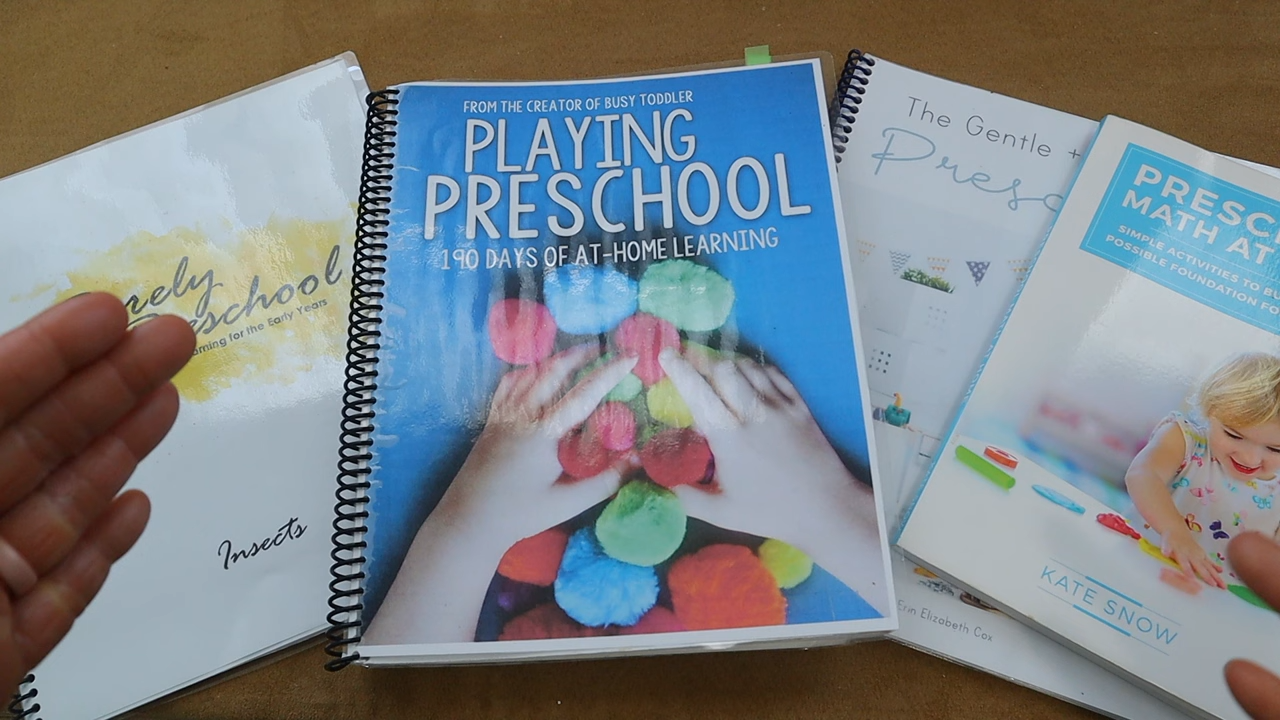 rely
Preschool
rning for the Early Years
Insects
FROM THE CREATOR OF BUSY TODDLER
PLAYING
PRESCHOOL
190 DAYS OF AT-HOME LEARNING
The Gentle +
Presc
Erin Elizabeth Cox
PRESC
MATH AT
SIMPLE ACTIVITIES TO BU
POSSIBLE FOUNDATION FO
KATE SNOW